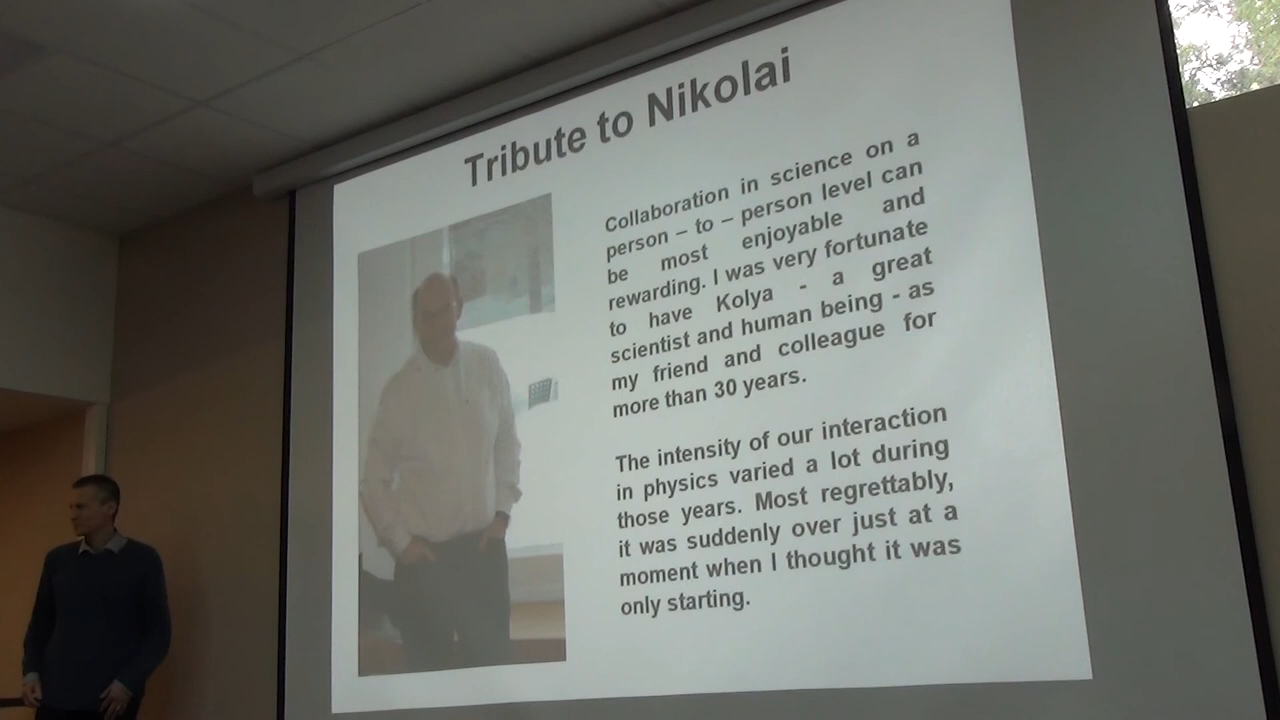 Tribute to Nikolai
Collaboration in science on a
person – to – person level can
be most enjoyable and
rewarding. I was very fortunate
to have Kolya - a great
scientist and human being - as
my friend and colleague for
more than 30 years.
The intensity of our interaction
in physics varied a lot during
those years. Most regrettably,
it was suddenly over just at a
moment when I thought it was
only starting.